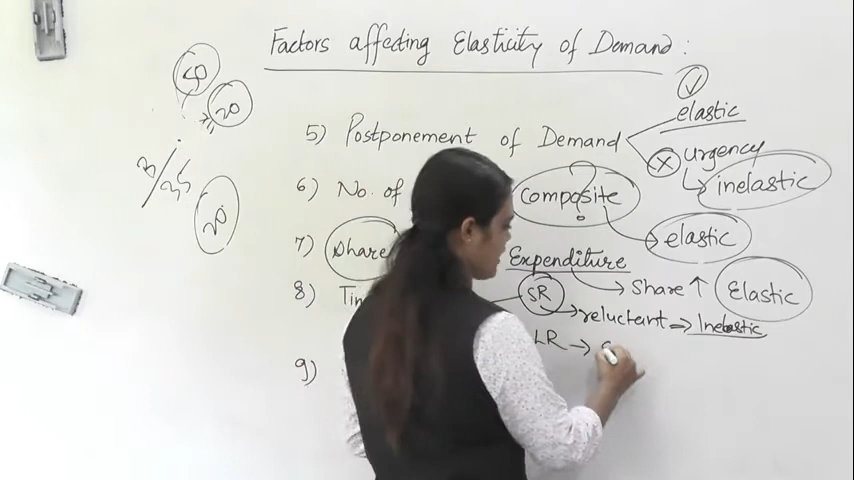 Factors affecting Elasticity of Demand :
50
20
20
5) Postponement of Demand
elastic
urgency
inelastic
6) No. of
Composite
?
elastic
7) Share
Expenditure
Share ↑ Elastic
8) Tim
SR
reluctant ⇒ Inelastic
LR →
9)